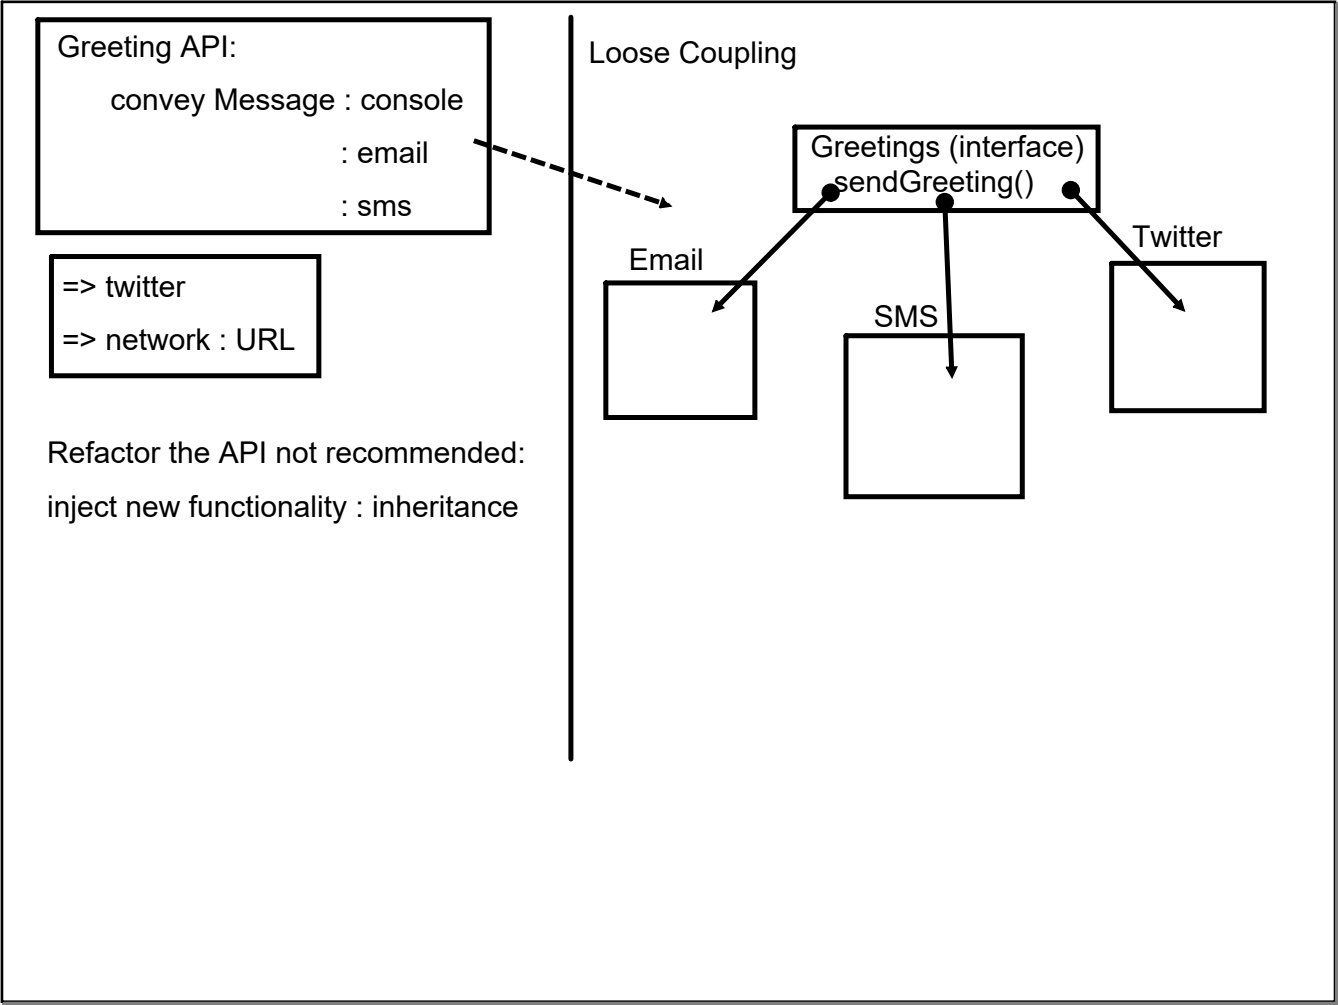 Greeting API:
convey Message : console
: email
: sms
=> twitter
=> network : URL
Refactor the API not recommended:
inject new functionality : inheritance
Loose Coupling
Greetings (interface)
sendGreeting()
Email
SMS
Twitter